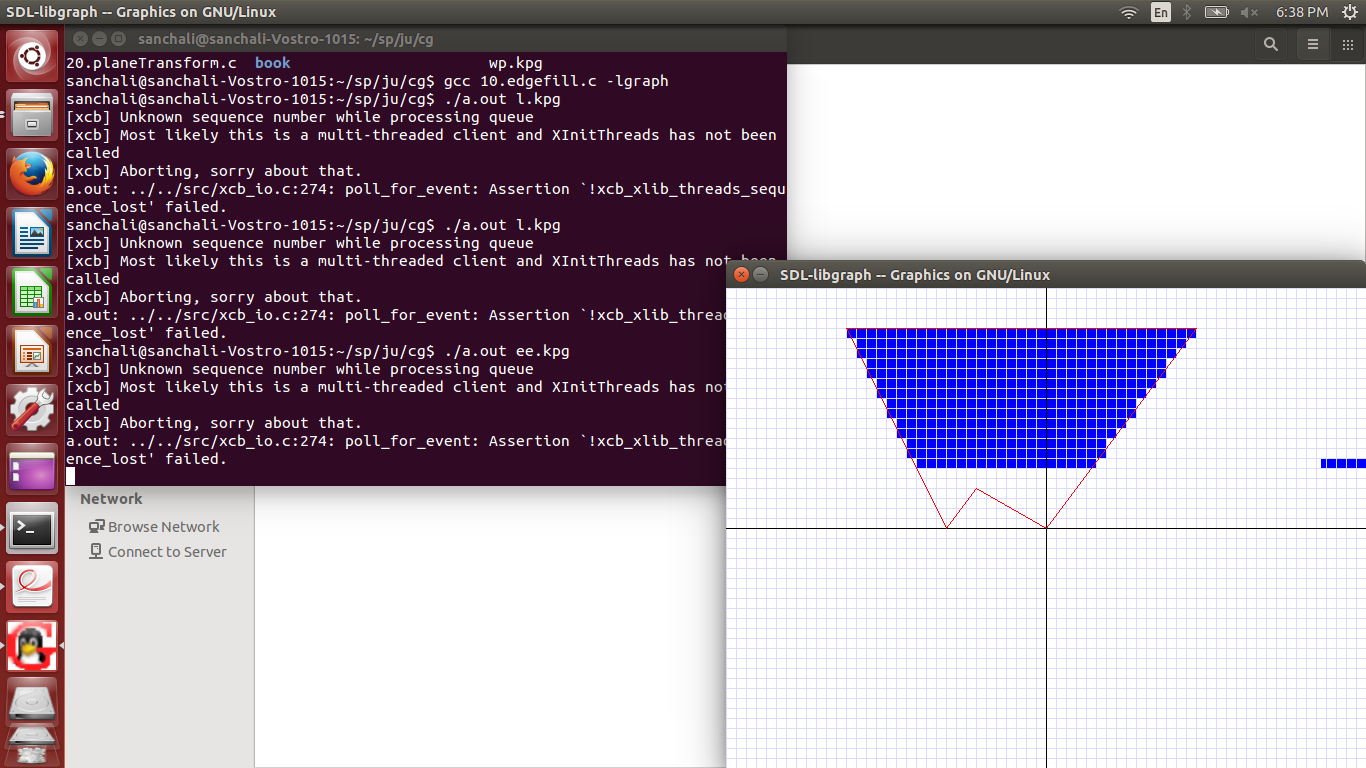 SDL-libgraph -- Graphics on GNU/Linux
En
6:38 PM
sanchali@sanchali-Vostro-1015: ~/sp/ju/cg
20.planeTransform.c book wp.kpg
sanchali@sanchali-Vostro-1015:~/sp/ju/cg$ gcc 10.edgefill.c -lgraph
sanchali@sanchali-Vostro-1015:~/sp/ju/cg$ ./a.out l.kpg
[xcb] Unknown sequence number while processing queue
[xcb] Most likely this is a multi-threaded client and XInitThreads has not been
called
[xcb] Aborting, sorry about that.
a.out: ../../src/xcb_io.c:274: poll_for_event: Assertion `!xcb_xlib_threads_sequ
ence_lost' failed.
sanchali@sanchali-Vostro-1015:~/sp/ju/cg$ ./a.out l.kpg
[xcb] Unknown sequence number while processing queue
[xcb] Most likely this is a multi-threaded client and XInitThreads has not been
called
[xcb] Aborting, sorry about that.
a.out: ../../src/xcb_io.c:274: poll_for_event: Assertion `!xcb_xlib_threa
ence_lost' failed.
sanchali@sanchali-Vostro-1015:~/sp/ju/cg$ ./a.out ee.kpg
[xcb] Unknown sequence number while processing queue
[xcb] Most likely this is a multi-threaded client and XInitThreads has not
called
[xcb] Aborting, sorry about that.
a.out: ../../src/xcb_io.c:274: poll_for_event: Assertion `!xcb_xlib_threa
ence_lost' failed.
SDL-libgraph -- Graphics on GNU/Linux
Network
Browse Network
Connect to Server